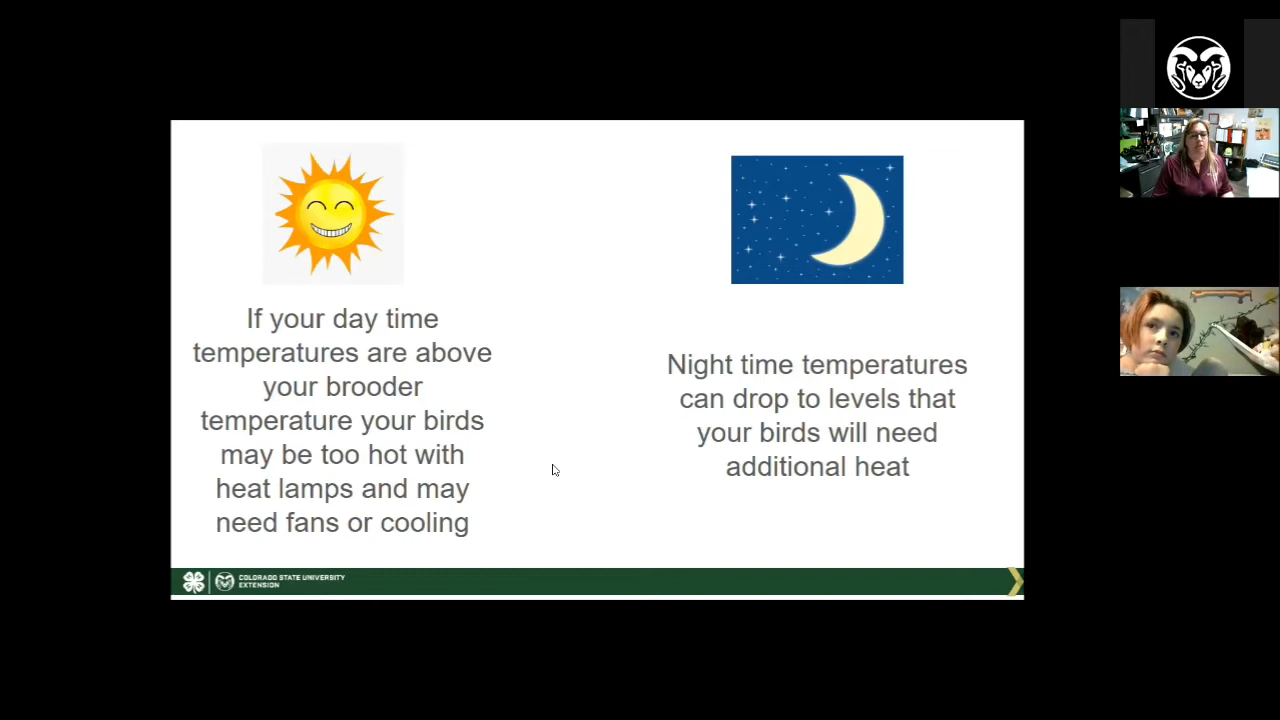 If your day time
temperatures are above
your brooder
temperature your birds
may be too hot with
heat lamps and may
need fans or cooling
Night time temperatures
can drop to levels that
your birds will need
additional heat
COLORADO STATE UNIVERSITY
EXTENSION